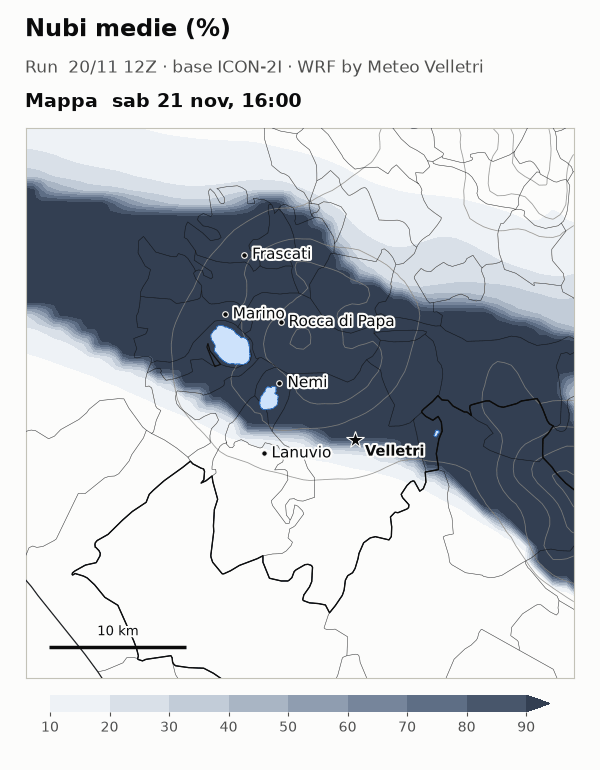 Nubi medie (%)
Run  20/11 12Z · base ICON-2I · WRF by Meteo Velletri
Mappa  sab 21 nov, 16:00
Frascati
Marino
Rocca di Papa
Nemi
Velletri
Lanuvio
10 km
10 20 30 40 50 60 70 80 90